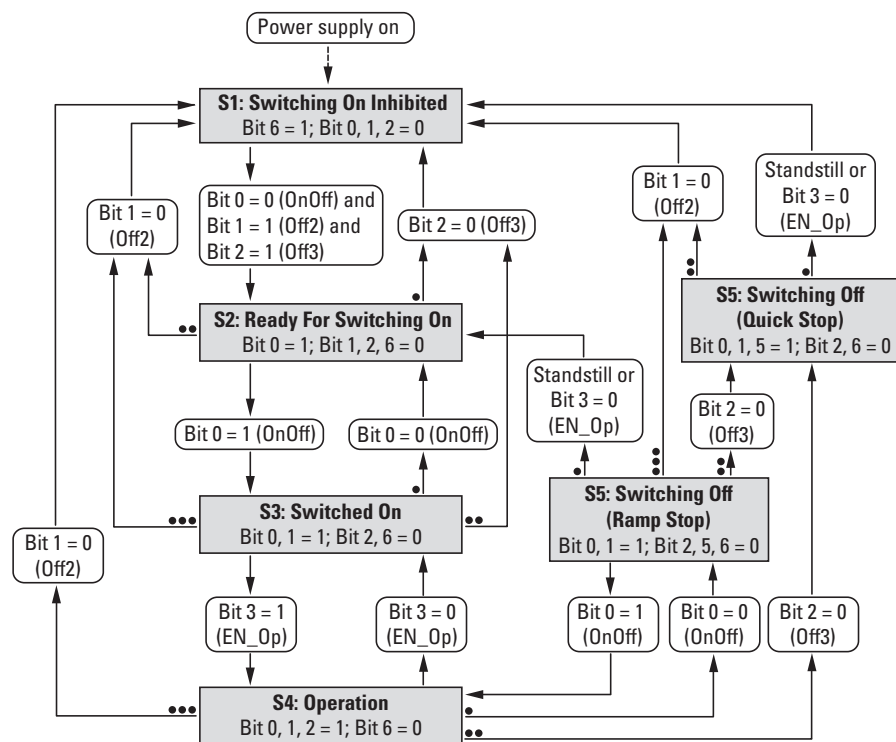 Power supply on
S1: Switching On Inhibited
Bit 6 = 1; Bit 0, 1, 2 = 0
Bit 1 = 0
(Off2)
Bit 0 = 0 (OnOff) and
Bit 1 = 1 (Off2) and
Bit 2 = 1 (Off3)
Bit 2 = 0 (Off3)
Bit 1 = 0
(Off2)
Standstill or
Bit 3 = 0
(EN_Op)
S2: Ready For Switching On
Bit 0 = 1; Bit 1, 2, 6 = 0
S5: Switching Off
(Quick Stop)
Bit 0, 1, 5 = 1; Bit 2, 6 = 0
Bit 0 = 1 (OnOff)
Bit 0 = 0 (OnOff)
Standstill or
Bit 3 = 0
(EN_Op)
Bit 2 = 0
(Off3)
S3: Switched On
Bit 0, 1 = 1; Bit 2, 6 = 0
S5: Switching Off
(Ramp Stop)
Bit 0, 1 = 1; Bit 2, 5, 6 = 0
Bit 1 = 0
(Off2)
Bit 3 = 1
(EN_Op)
Bit 3 = 0
(EN_Op)
Bit 0 = 1
(OnOff)
Bit 0 = 0
(OnOff)
Bit 2 = 0
(Off3)
S4: Operation
Bit 0, 1, 2 = 1; Bit 6 = 0